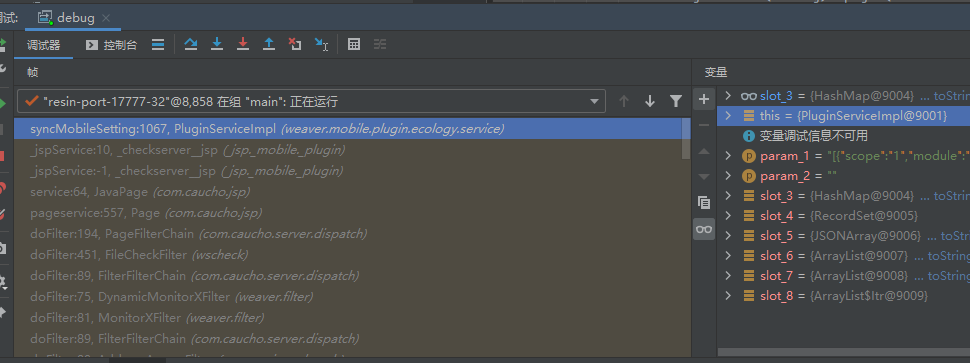 调试: debug
调试器 控制台
帧
"resin-port-17777-32"@8,858 在组 "main": 正在运行
syncMobileSetting:1067, PluginServiceImpl (weaver.mobile.plugin.ecology.service)
_jspService:10, _checkserver__jsp (_jsp._mobile._plugin)
_jspService:-1, _checkserver__jsp (_jsp._mobile._plugin)
service:64, JavaPage (com.caucho.jsp)
pageservice:557, Page (com.caucho.jsp)
doFilter:194, PageFilterChain (com.caucho.server.dispatch)
doFilter:451, FileCheckFilter (wscheck)
doFilter:89, FilterFilterChain (com.caucho.server.dispatch)
doFilter:75, DynamicMonitorXFilter (weaver.filter)
doFilter:81, MonitorXFilter (weaver.filter)
doFilter:89, FilterFilterChain (com.caucho.server.dispatch)
变量
slot_3 = {HashMap@9004} ... toString
this = {PluginServiceImpl@9001}
变量调试信息不可用
param_1 = "[{"scope":"1","module":"
param_2 = ""
slot_3 = {HashMap@9004} ... toString
slot_4 = {RecordSet@9005}
slot_5 = {JSONArray@9006} ... toString
slot_6 = {ArrayList@9007} ... toString
slot_7 = {ArrayList@9008} ... toString
slot_8 = {ArrayList$Itr@9009}